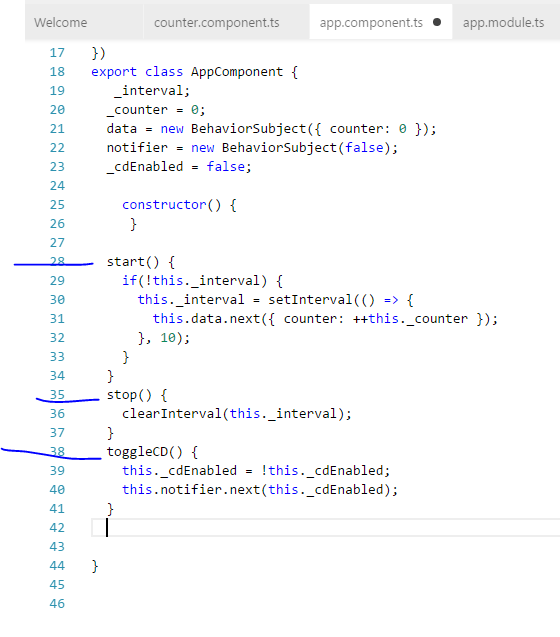 Welcome counter.component.ts app.component.ts app.module.ts
17 })
18 export class AppComponent {
19 _interval;
20 _counter = 0;
21 data = new BehaviorSubject({ counter: 0 });
22 notifier = new BehaviorSubject(false);
23 _cdEnabled = false;
24
25 constructor() {
26 }
27
28 start() {
29 if(!this._interval) {
30 this._interval = setInterval(() => {
31 this.data.next({ counter: ++this._counter });
32 }, 10);
33 }
34 }
35 stop() {
36 clearInterval(this._interval);
37 }
38 toggleCD() {
39 this._cdEnabled = !this._cdEnabled;
40 this.notifier.next(this._cdEnabled);
41 }
42
43
44 }
45
46